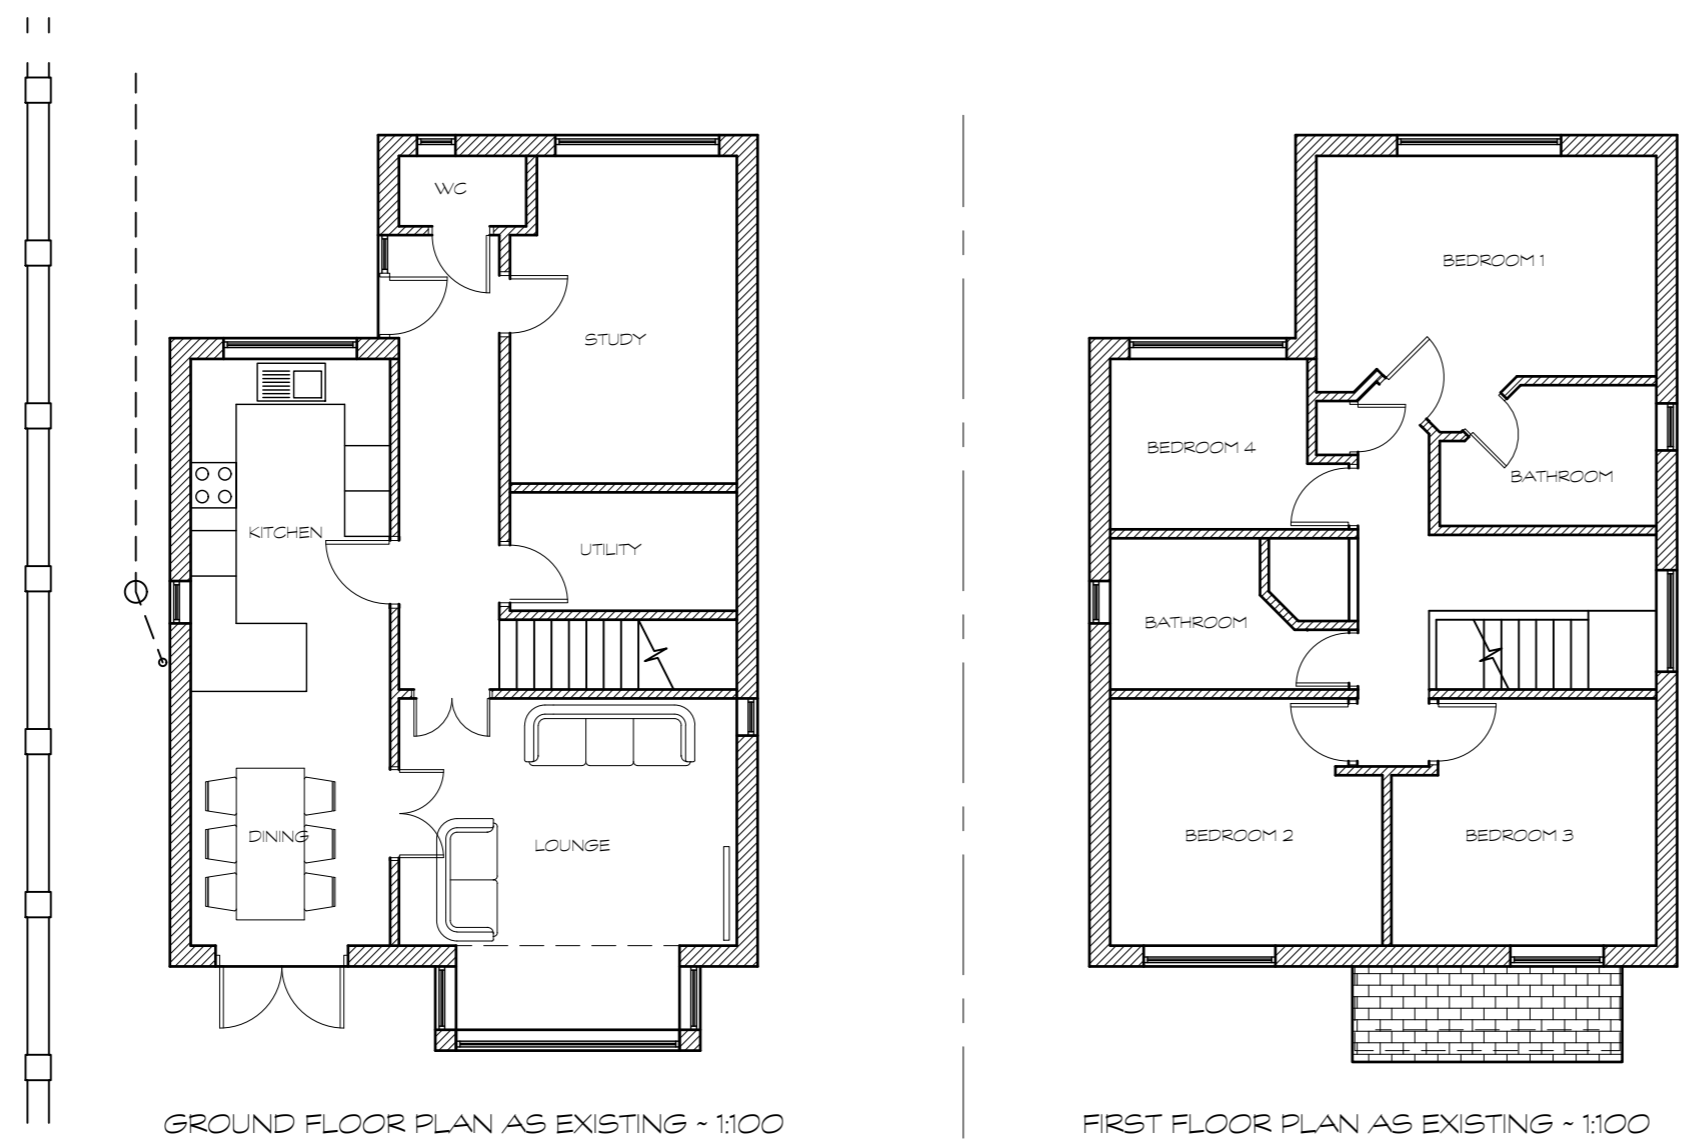 WC
STUDY
KITCHEN
UTILITY
DINING
LOUNGE
GROUND FLOOR PLAN AS EXISTING ~ 1:100
BEDROOM 1
BEDROOM 4
BATHROOM
BATHROOM
BEDROOM 2
BEDROOM 3
FIRST FLOOR PLAN AS EXISTING ~ 1:100